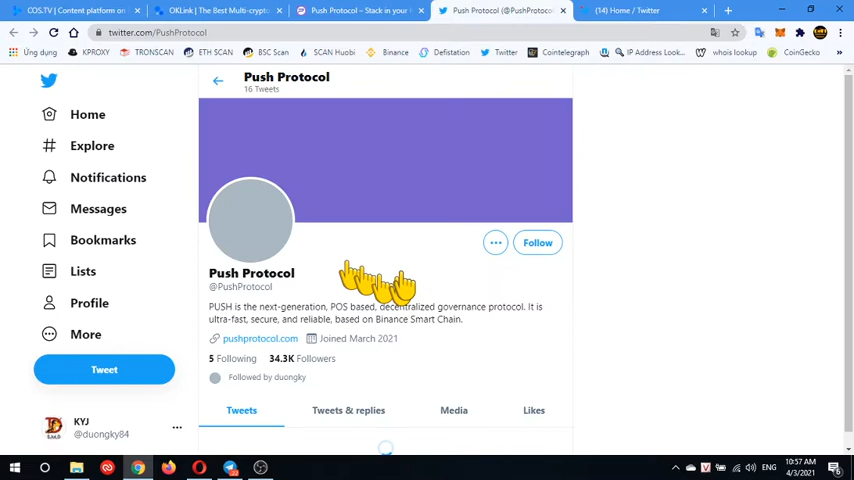 COS.TV | Content platform on
OKLink | The Best Multi-crypto
Push Protocol – Stack in your
Push Protocol (@PushProtoco
(14) Home / Twitter
twitter.com/PushProtocol
Ứng dụng
KPROXY
TRONSCAN
ETH SCAN
BSC Scan
SCAN Huobi
Binance
Defistation
Twitter
Cointelegraph
IP Address Look...
whois lookup
CoinGecko
Push Protocol
16 Tweets
Home
Explore
Notifications
Messages
Bookmarks
Lists
Profile
More
Tweet
KYJ
@duongky84
Follow
Push Protocol
@PushProtocol
PUSH is the next-generation, POS based, decentralized governance protocol. It is
ultra-fast, secure, and reliable, based on Binance Smart Chain.
pushprotocol.com Joined March 2021
5 Following 34.3K Followers
Followed by duongky
Tweets Tweets & replies Media Likes
ENG
10:57 AM
4/3/2021